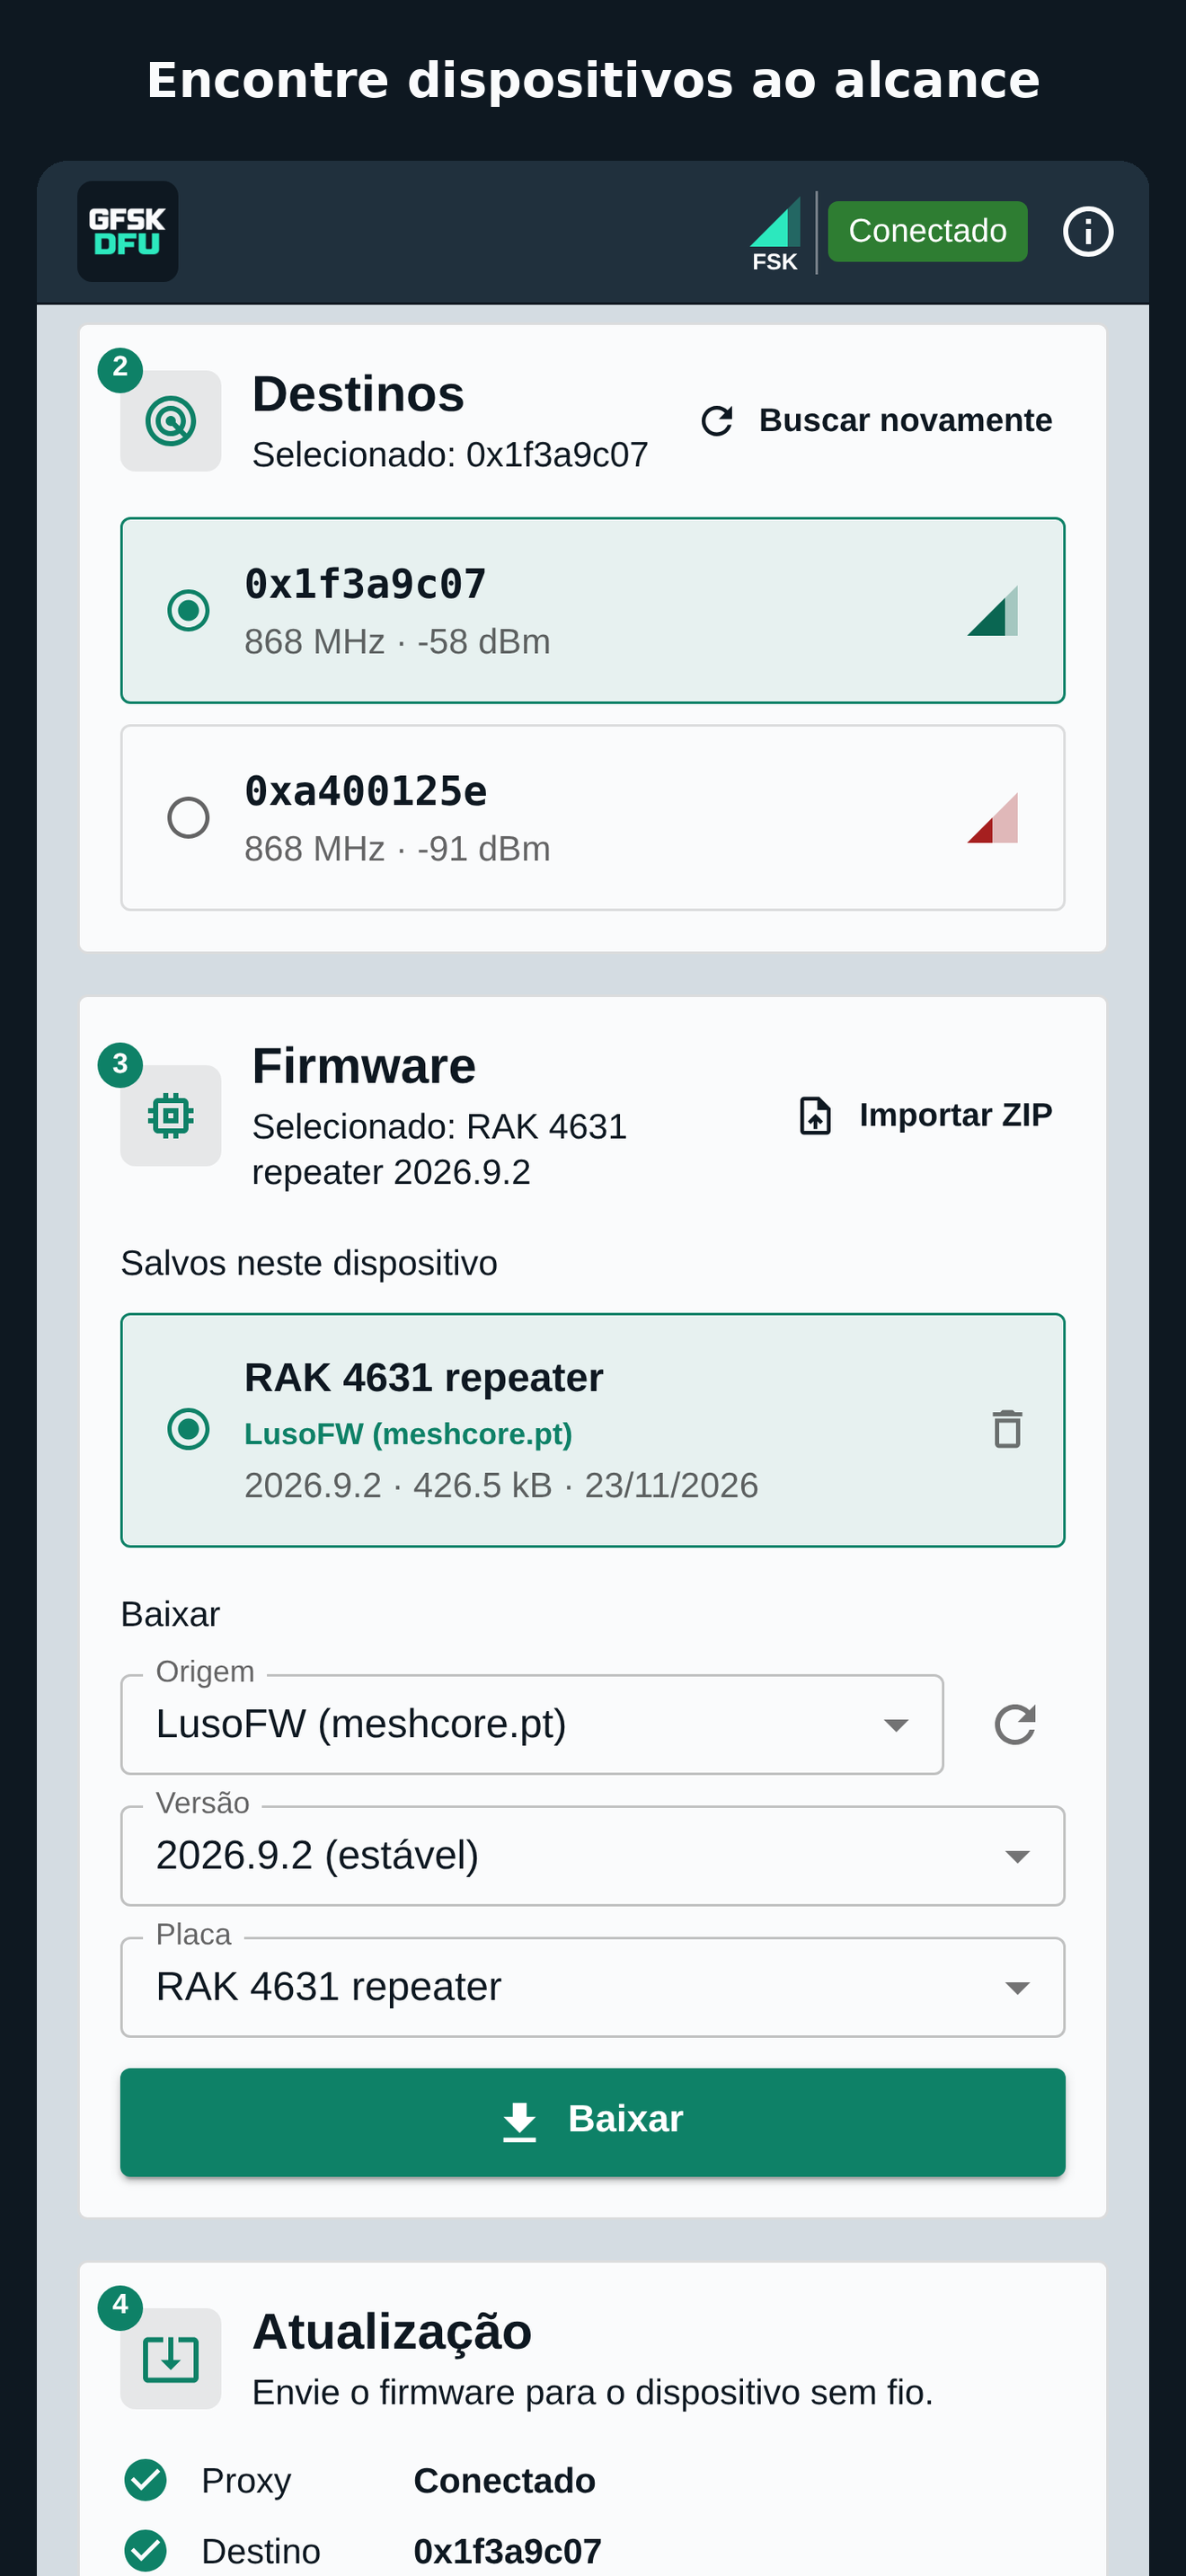 Encontre dispositivos ao alcance
GFSK
DFU
FSK
Conectado
2
Destinos
Selecionado: 0x1f3a9c07
Buscar novamente
0x1f3a9c07
868 MHz · -58 dBm
0xa400125e
868 MHz · -91 dBm
3
Firmware
Selecionado: RAK 4631
repeater 2026.9.2
Importar ZIP
Salvos neste dispositivo
RAK 4631 repeater
LusoFW (meshcore.pt)
2026.9.2 · 426.5 kB · 23/11/2026
Baixar
Origem
LusoFW (meshcore.pt)
Versão
2026.9.2 (estável)
Placa
RAK 4631 repeater
Baixar
4
Atualização
Envie o firmware para o dispositivo sem fio.
Proxy Conectado
Destino 0x1f3a9c07